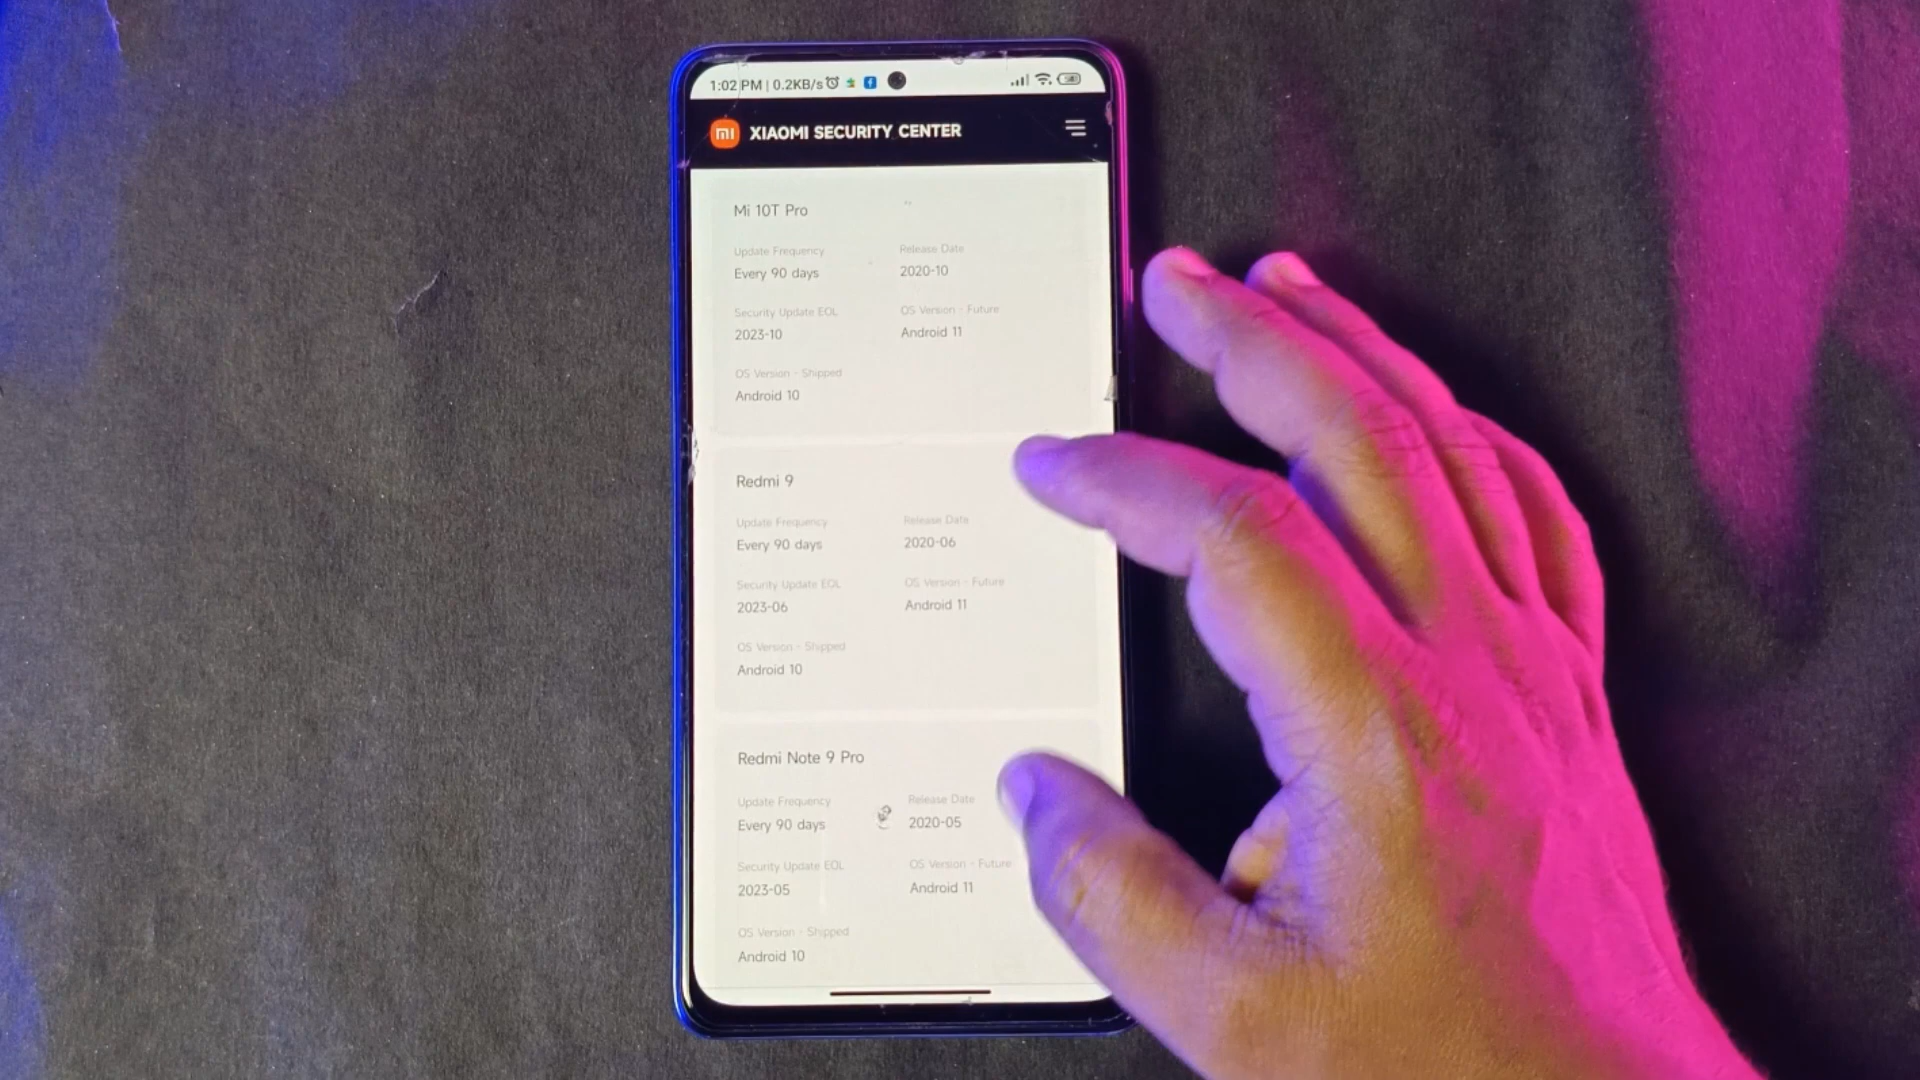 1:02 PM | 0.2KB/s
mi XIAOMI SECURITY CENTER
Mi 10T Pro
Update Frequency Release Date
Every 90 days 2020-10
Security Update EOL OS Version - Future
2023-10 Android 11
OS Version - Shipped
Android 10
Redmi 9
Update Frequency Release Date
Every 90 days 2020-06
Security Update EOL OS Version - Future
2023-06 Android 11
OS Version - Shipped
Android 10
Redmi Note 9 Pro
Update Frequency Release Date
Every 90 days 2020-05
Security Update EOL OS Version - Future
2023-05 Android 11
OS Version - Shipped
Android 10